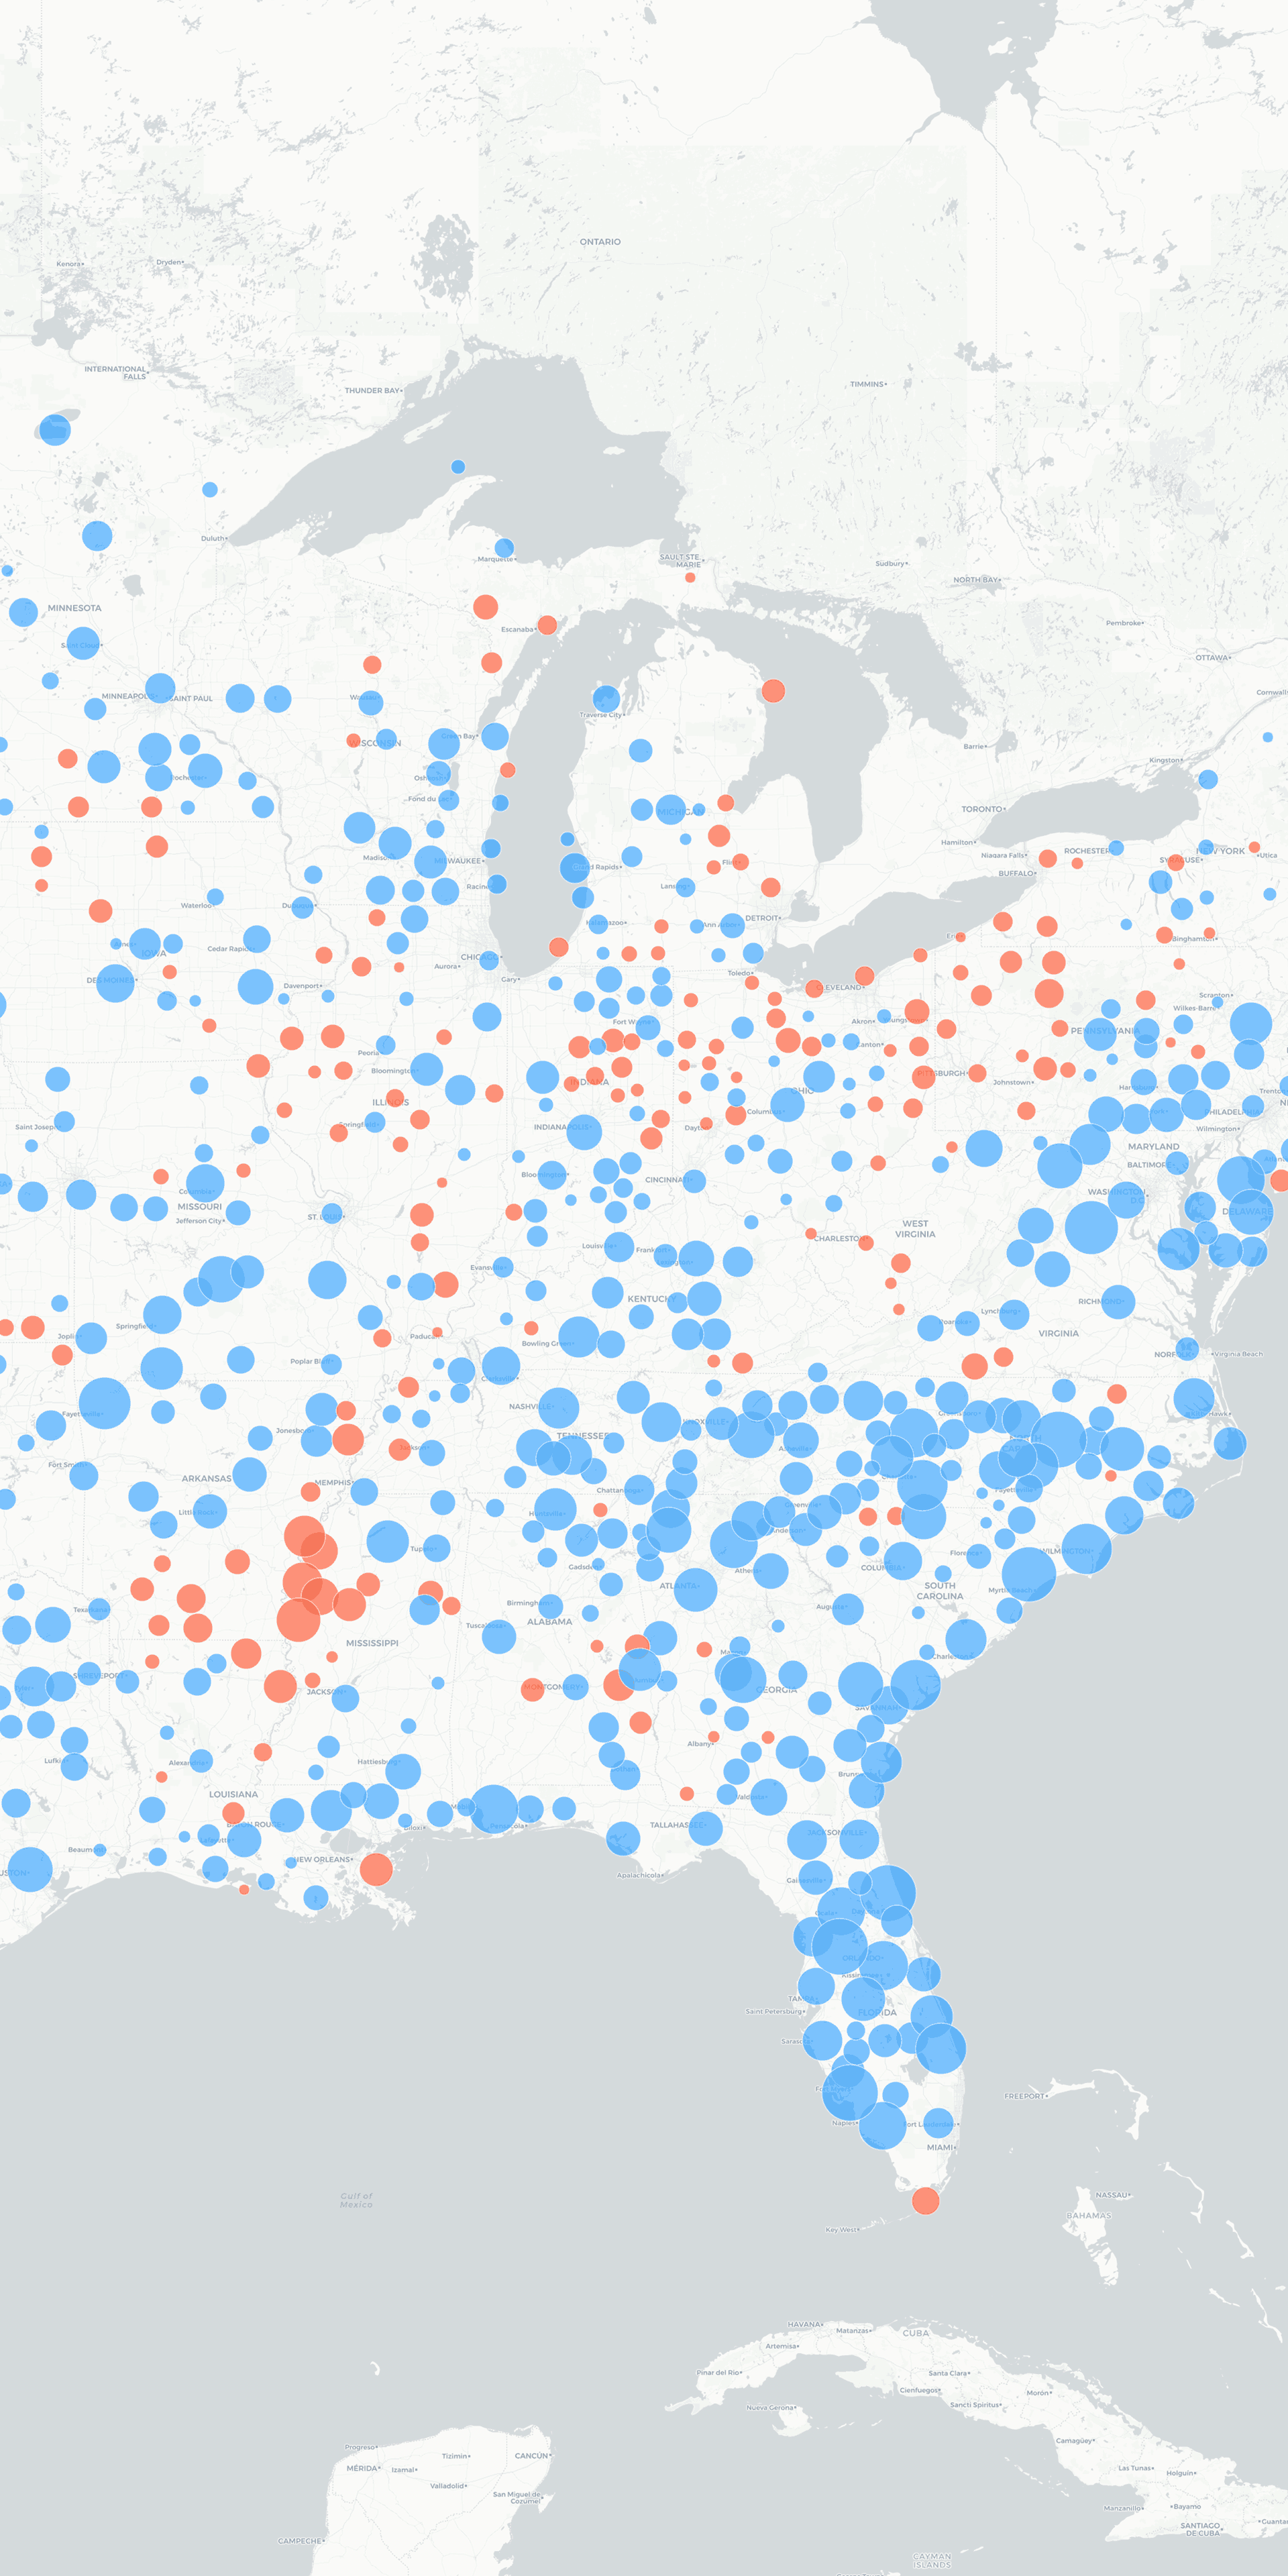 ONTARIO
Kenora
Dryden
INTERNATIONAL
FALLS
THUNDER BAY
TIMMINS
Duluth
Marquette
SAULT STE.
MARIE
Sudbury
NORTH BAY
MINNESOTA
Escanaba
Pembroke
Saint Cloud
OTTAWA
MINNEAPOLIS
SAINT PAUL
Wausau
Cornwall
Traverse City
WISCONSIN
Green Bay
Barrie
Kingston
Rochester
Oshkosh
Fond du Lac
MICHIGAN
TORONTO
Hamilton
ROCHESTER
NEW YORK
Madison
MILWAUKEE
Grand Rapids
Flint
Niagara Falls
SYRACUSE
Utica
BUFFALO
Racine
Lansing
Waterloo
Dubuque
Kalamazoo
Ann Arbor
DETROIT
Ames
IOWA
Cedar Rapids
Erie
Binghamton
CHICAGO
Aurora
Gary
Toledo
DES MOINES
Davenport
CLEVELAND
Scranton
Wilkes-Barre
Fort Wayne
Akron
Youngstown
PENNSYLVANIA
Peoria
Canton
Bloomington
INDIANA
OHIO
PITTSBURGH
Johnstown
Harrisburg
Trenton
ILLINOIS
Columbus
York
PHILADELPHIA
Saint Joseph
Springfield
INDIANAPOLIS
Dayton
Wilmington
MARYLAND
BALTIMORE
Bloomington
CINCINNATI
Columbia
MISSOURI
WASHINGTON
D.C.
Jefferson City
ST. LOUIS
DELAWARE
WEST
VIRGINIA
CHARLESTON
Louisville
Frankfort
Lexington
Evansville
KENTUCKY
RICHMOND
Springfield
Lynchburg
Roanoke
Joplin
Paducah
Bowling Green
VIRGINIA
NORFOLK
Virginia Beach
Poplar Bluff
Clarksville
NASHVILLE
Fayetteville
KNOXVILLE
Greensboro
Jonesboro
TENNESSEE
NORTH
CAROLINA
Jackson
Asheville
Fort Smith
ARKANSAS
MEMPHIS
Chattanooga
Charlotte
Fayetteville
Little Rock
Huntsville
Greenville
Anderson
Tupelo
Gadsden
Athens
COLUMBIA
Florence
WILMINGTON
ATLANTA
SOUTH
CAROLINA
Myrtle Beach
Texarkana
Birmingham
Augusta
ALABAMA
Tuscaloosa
MISSISSIPPI
Macon
Charleston
SHREVEPORT
Tyler
JACKSON
MONTGOMERY
GEORGIA
SAVANNAH
Albany
Lufkin
Alexandria
Hattiesburg
Dothan
Brunswick
LOUISIANA
Valdosta
BATON ROUGE
Mobile
Biloxi
Pensacola
TALLAHASSEE
JACKSONVILLE
Lafayette
Beaumont
NEW ORLEANS
Apalachicola
Gainesville
Ocala
ORLANDO
Kissimmee
TAMPA
Saint Petersburg
FLORIDA
Sarasota
FREEPORT
Naples
Fort Lauderdale
MIAMI
Gulf of
Mexico
NASSAU
BAHAMAS
Key West
HAVANA
Matanzas
CUBA
Artemisa
Pinar del Río
Santa Clara
Cienfuegos
Morón
Nueva Gerona
Sancti Spíritus
Camagüey
Progreso
Tizimín
CANCÚN
MÉRIDA
Izamal
Valladolid
Las Tunas
Holguín
San Miguel de
Cozumel
Manzanillo
Bayamo
SANTIAGO
DE CUBA
CAMPECHE
CAYMAN
ISLANDS